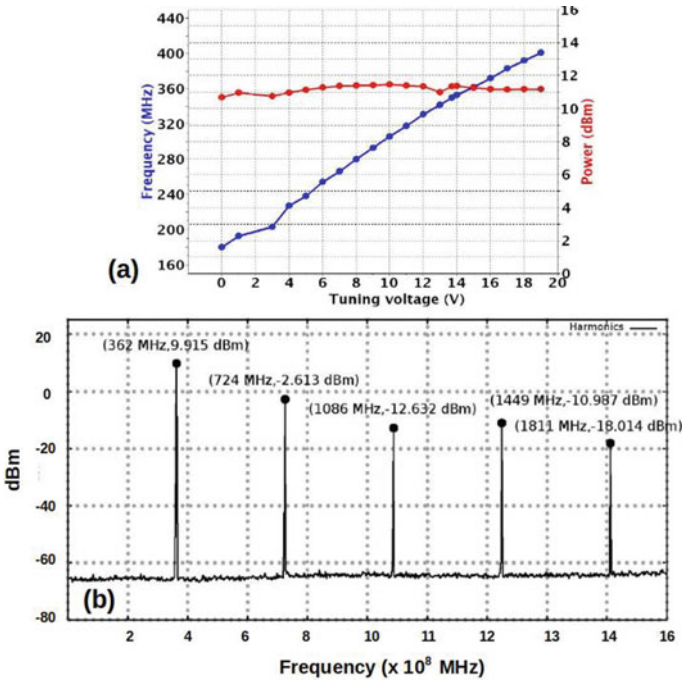 440
400
360
320
280
240
200
160
Frequency (MHz)
16
14
12
10
8
6
4
2
0
Power (dBm)
0 2 4 6 8 10 12 14 16 18 20
Tuning voltage (V)
(a)
20
0
-20
-40
-60
-80
dBm
Harmonics
(362 MHz,9.915 dBm)
(724 MHz,-2.613 dBm)
(1086 MHz,-12.632 dBm)
(1449 MHz,-10.987 dBm)
(1811 MHz,-18.014 dBm)
(b)
2 4 6 8 10 12 14 16
Frequency (x 10⁸ MHz)